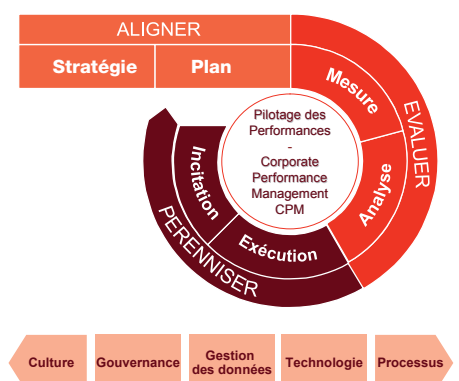 ALIGNER
Stratégie Plan
Mesure
EVALUER
Analyse
Pilotage des
Performances
-
Corporate
Performance
Management
CPM
Exécution
Incitation
PERENNISER
Culture
Gouvernance
Gestion
des données
Technologie
Processus